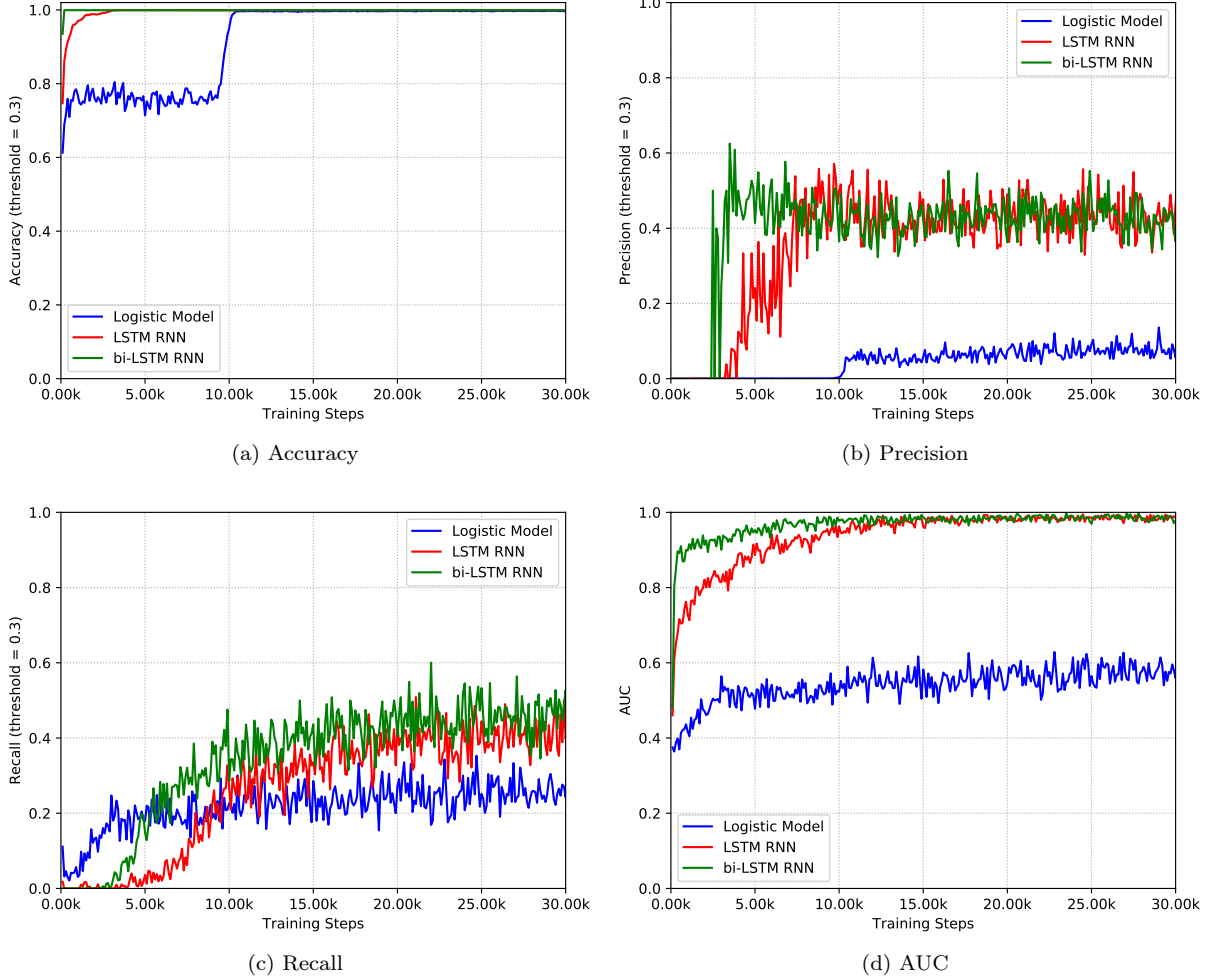 1.0
0.8
0.6
0.4
0.2
0.0
Accuracy (threshold = 0.3)
Logistic Model
LSTM RNN
bi-LSTM RNN
0.00k 5.00k 10.00k 15.00k 20.00k 25.00k 30.00k
Training Steps
(a) Accuracy
1.0
0.8
0.6
0.4
0.2
0.0
Precision (threshold = 0.3)
Logistic Model
LSTM RNN
bi-LSTM RNN
0.00k 5.00k 10.00k 15.00k 20.00k 25.00k 30.00k
Training Steps
(b) Precision
1.0
0.8
0.6
0.4
0.2
0.0
Recall (threshold = 0.3)
Logistic Model
LSTM RNN
bi-LSTM RNN
0.00k 5.00k 10.00k 15.00k 20.00k 25.00k 30.00k
Training Steps
(c) Recall
1.0
0.8
0.6
0.4
0.2
0.0
AUC
Logistic Model
LSTM RNN
bi-LSTM RNN
0.00k 5.00k 10.00k 15.00k 20.00k 25.00k 30.00k
Training Steps
(d) AUC